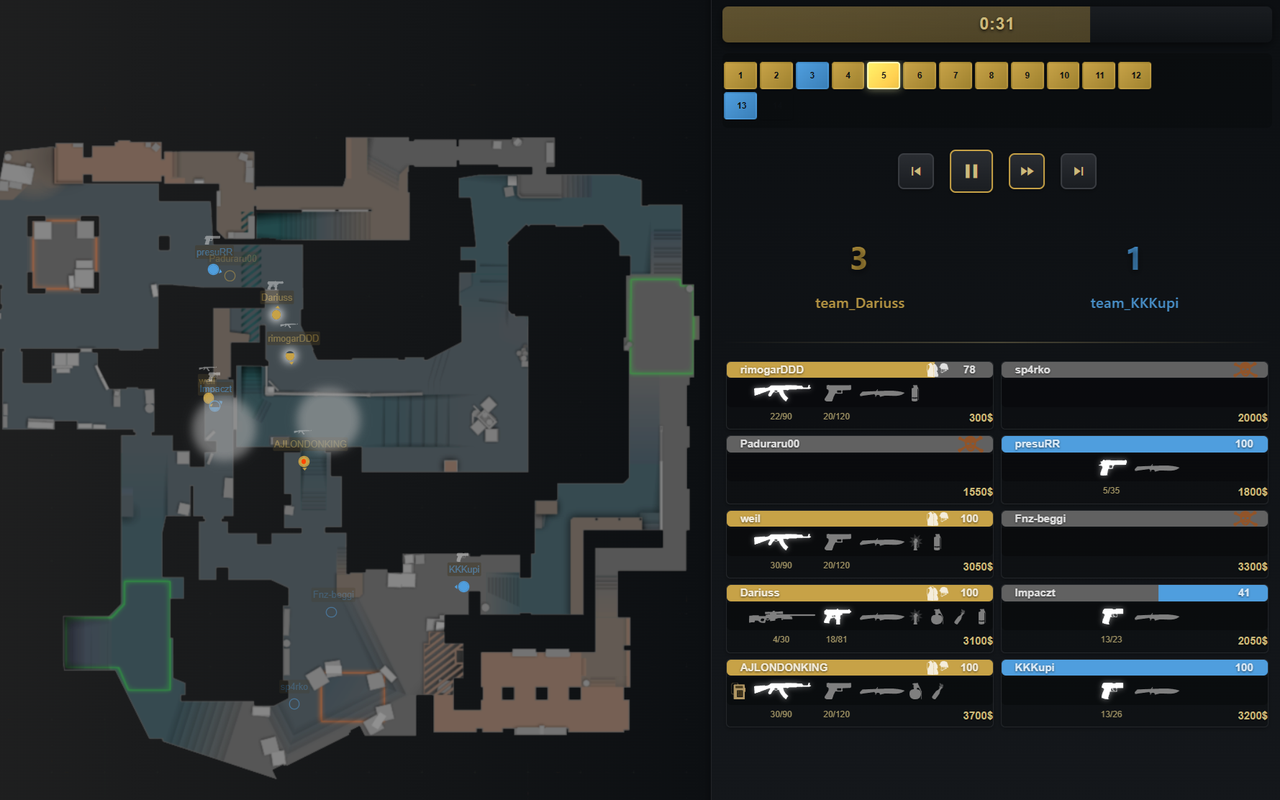 0:31
1 2 3 4 5 6 7 8 9 10 11 12
13
3 1
team_Dariuss team_KKKupi
rimogarDDD 78
22/90 20/120 300$
sp4rko
2000$
Paduraru00
1550$
presuRR 100
5/35 1800$
weil 100
30/90 20/120 3050$
Fnz-beggi
3300$
Dariuss 100
4/30 18/81 3100$
Impaczt 41
13/23 2050$
AJLONDONKING 100
30/90 20/120 3700$
KKKupi 100
13/26 3200$
presuRR
Paduraru00
Dariuss
rimogarDDD
weil
Impaczt
AJLONDONKING
KKKupi
Fnz-beggi
sp4rko